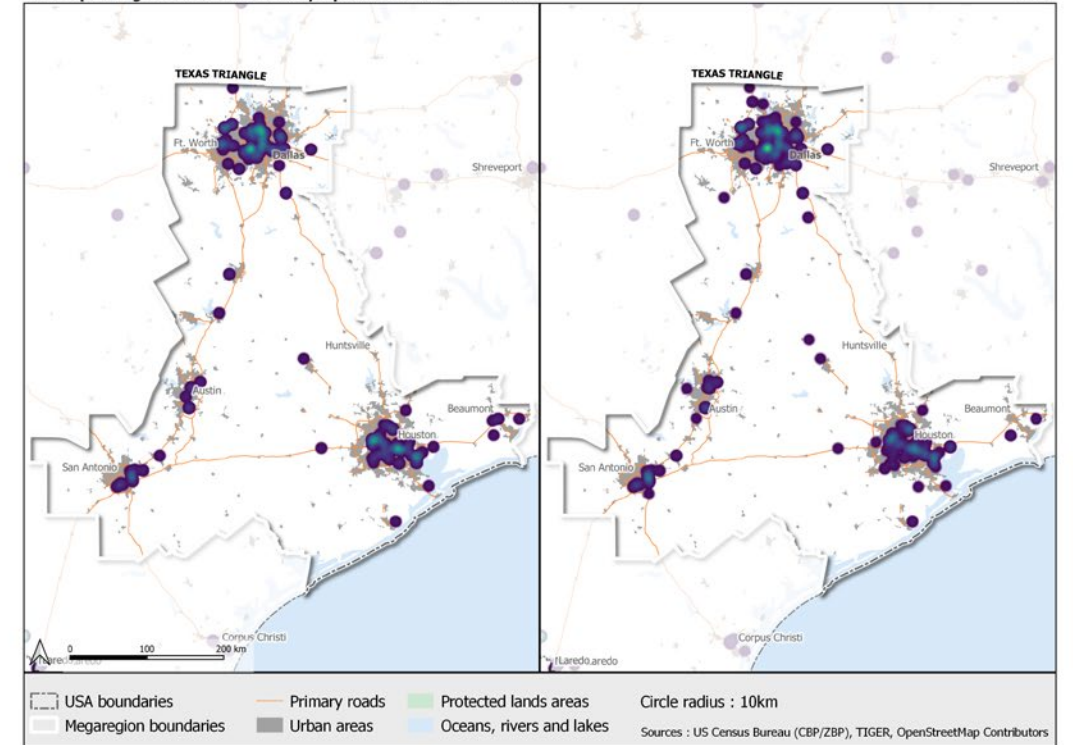 TEXAS TRIANGLE
Ft. Worth
Dallas
Shreveport
Huntsville
Austin
Beaumont
Houston
San Antonio
Corpus Christi
0 100 200 km
TEXAS TRIANGLE
Ft. Worth
Dallas
Shreveport
Huntsville
Austin
Beaumont
Houston
San Antonio
Corpus Christi
Laredo
USA boundaries
Primary roads
Protected lands areas
Circle radius : 10km
Megaregion boundaries
Urban areas
Oceans, rivers and lakes
Sources : US Census Bureau (CBP/ZBP), TIGER, OpenStreetMap Contributors